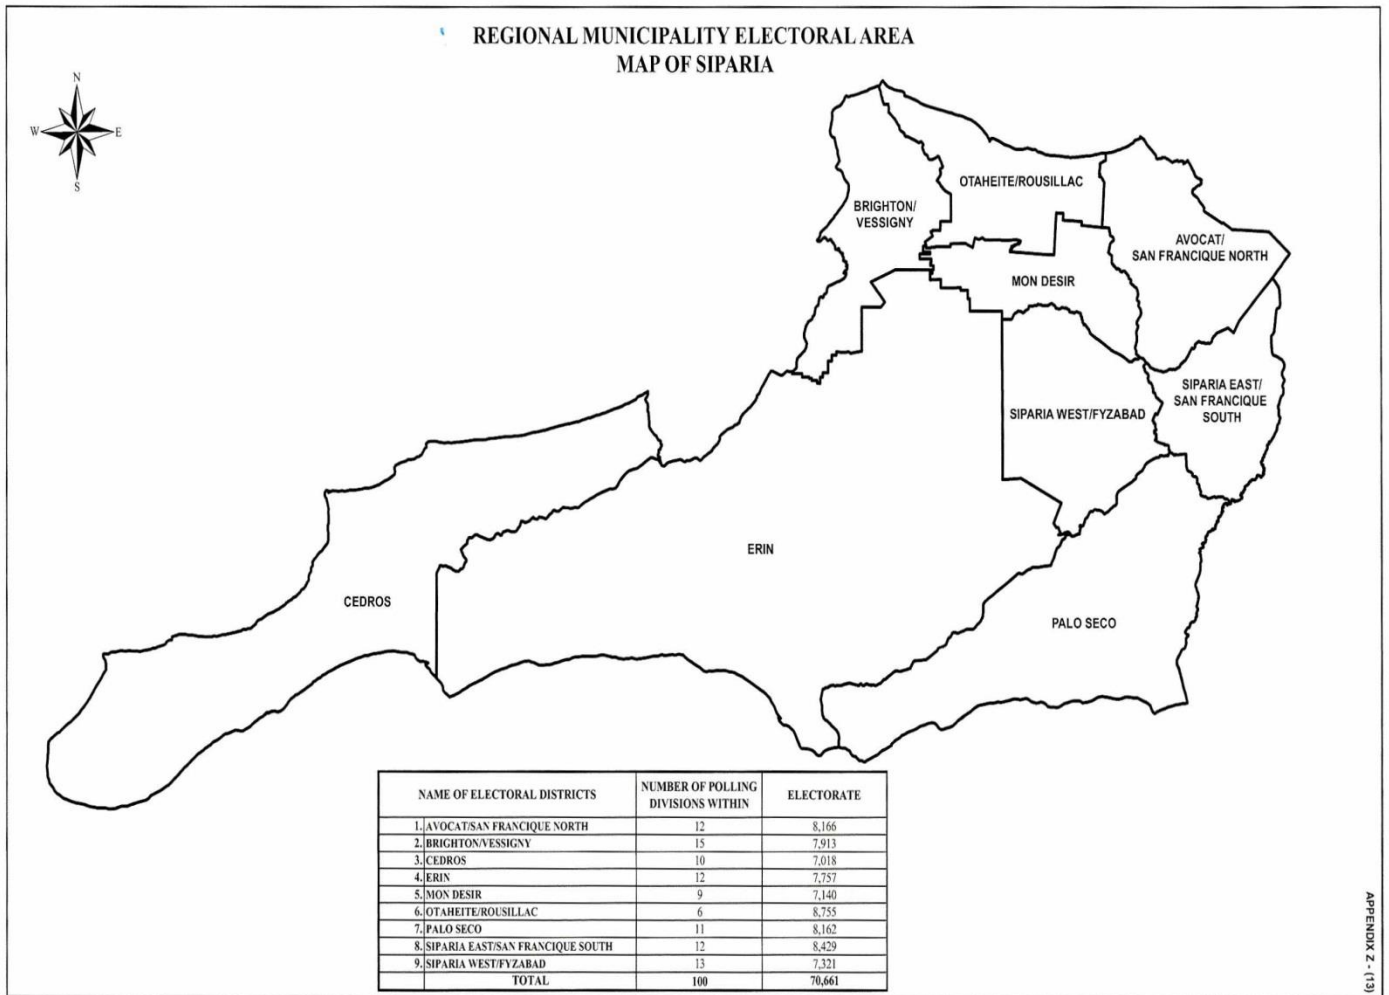 REGIONAL MUNICIPALITY ELECTORAL AREA
MAP OF SIPARIA
N
W
E
S
OTAHEITE/ROUSILLAC
BRIGHTON/
VESSIGNY
AVOCAT/
SAN FRANCIQUE NORTH
MON DESIR
SIPARIA EAST/
SAN FRANCIQUE
SOUTH
SIPARIA WEST/FYZABAD
ERIN
CEDROS
PALO SECO
NAME OF ELECTORAL DISTRICTS NUMBER OF POLLING DIVISIONS WITHIN ELECTORATE
1. AVOCAT/SAN FRANCIQUE NORTH 12 8,166
2. BRIGHTON/VESSIGNY 15 7,913
3. CEDROS 10 7,018
4. ERIN 12 7,757
5. MON DESIR 9 7,140
6. OTAHEITE/ROUSILLAC 6 8,755
7. PALO SECO 11 8,162
8. SIPARIA EAST/SAN FRANCIQUE SOUTH 12 8,429
9. SIPARIA WEST/FYZABAD 13 7,321
TOTAL 100 70,661
APPENDIX Z - (13)